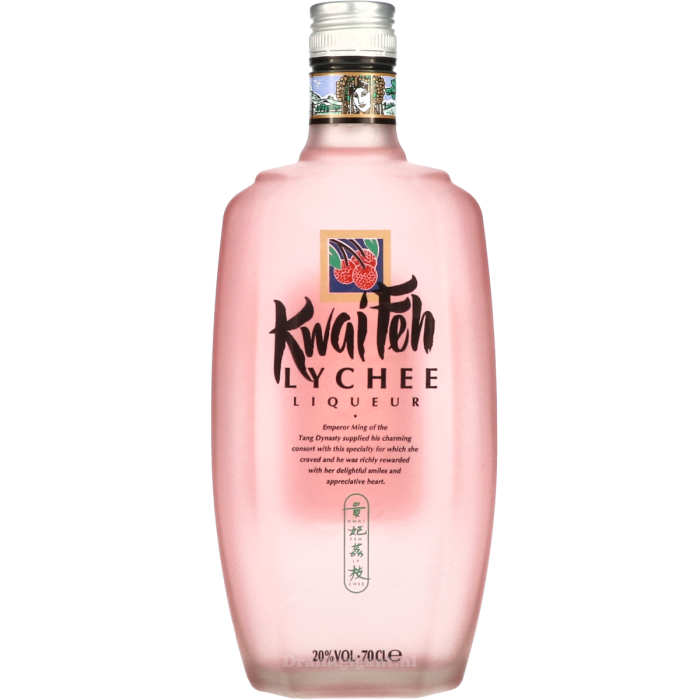 Kwai Feh
LYCHEE
LIQUEUR
Emperor Ming of the
Tang Dynasty supplied his charming
consort with this specialty for which she
craved and he was richly rewarded
with her delightful smiles and
appreciative heart.
貴
KWAI
妃
FEH
荔
LY
枝
CHEE
20%VOL·70CL℮